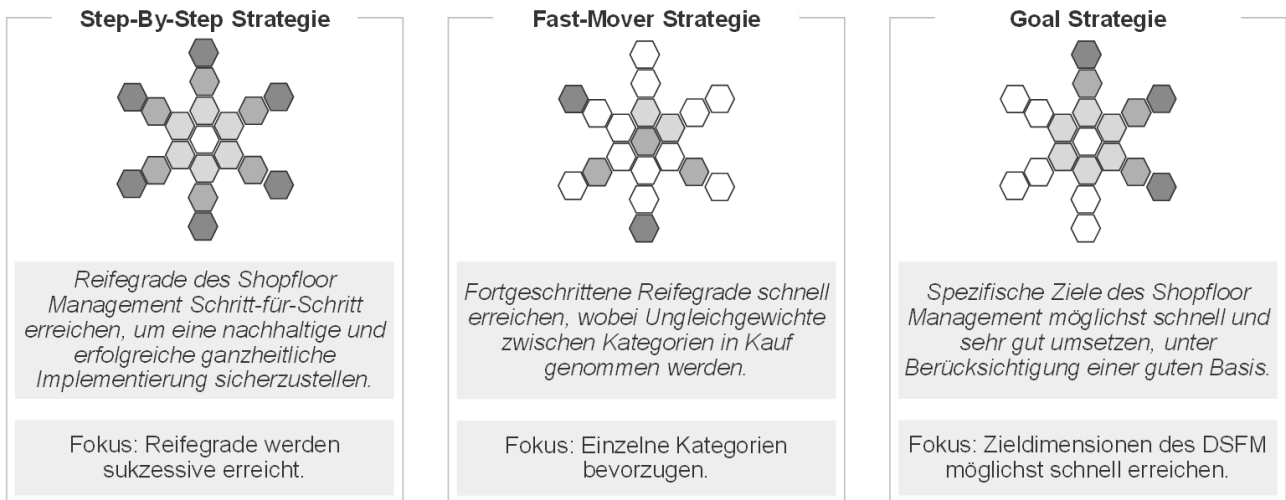 Step-By-Step Strategie
Reifegrade des Shopfloor
Management Schritt-für-Schritt
erreichen, um eine nachhaltige und
erfolgreiche ganzheitliche
Implementierung sicherzustellen.
Fokus: Reifegrade werden
sukzessive erreicht.
Fast-Mover Strategie
Fortgeschrittene Reifegrade schnell
erreichen, wobei Ungleichgewichte
zwischen Kategorien in Kauf
genommen werden.
Fokus: Einzelne Kategorien
bevorzugen.
Goal Strategie
Spezifische Ziele des Shopfloor
Management möglichst schnell und
sehr gut umsetzen, unter
Berücksichtigung einer guten Basis.
Fokus: Zieldimensionen des DSFM
möglichst schnell erreichen.